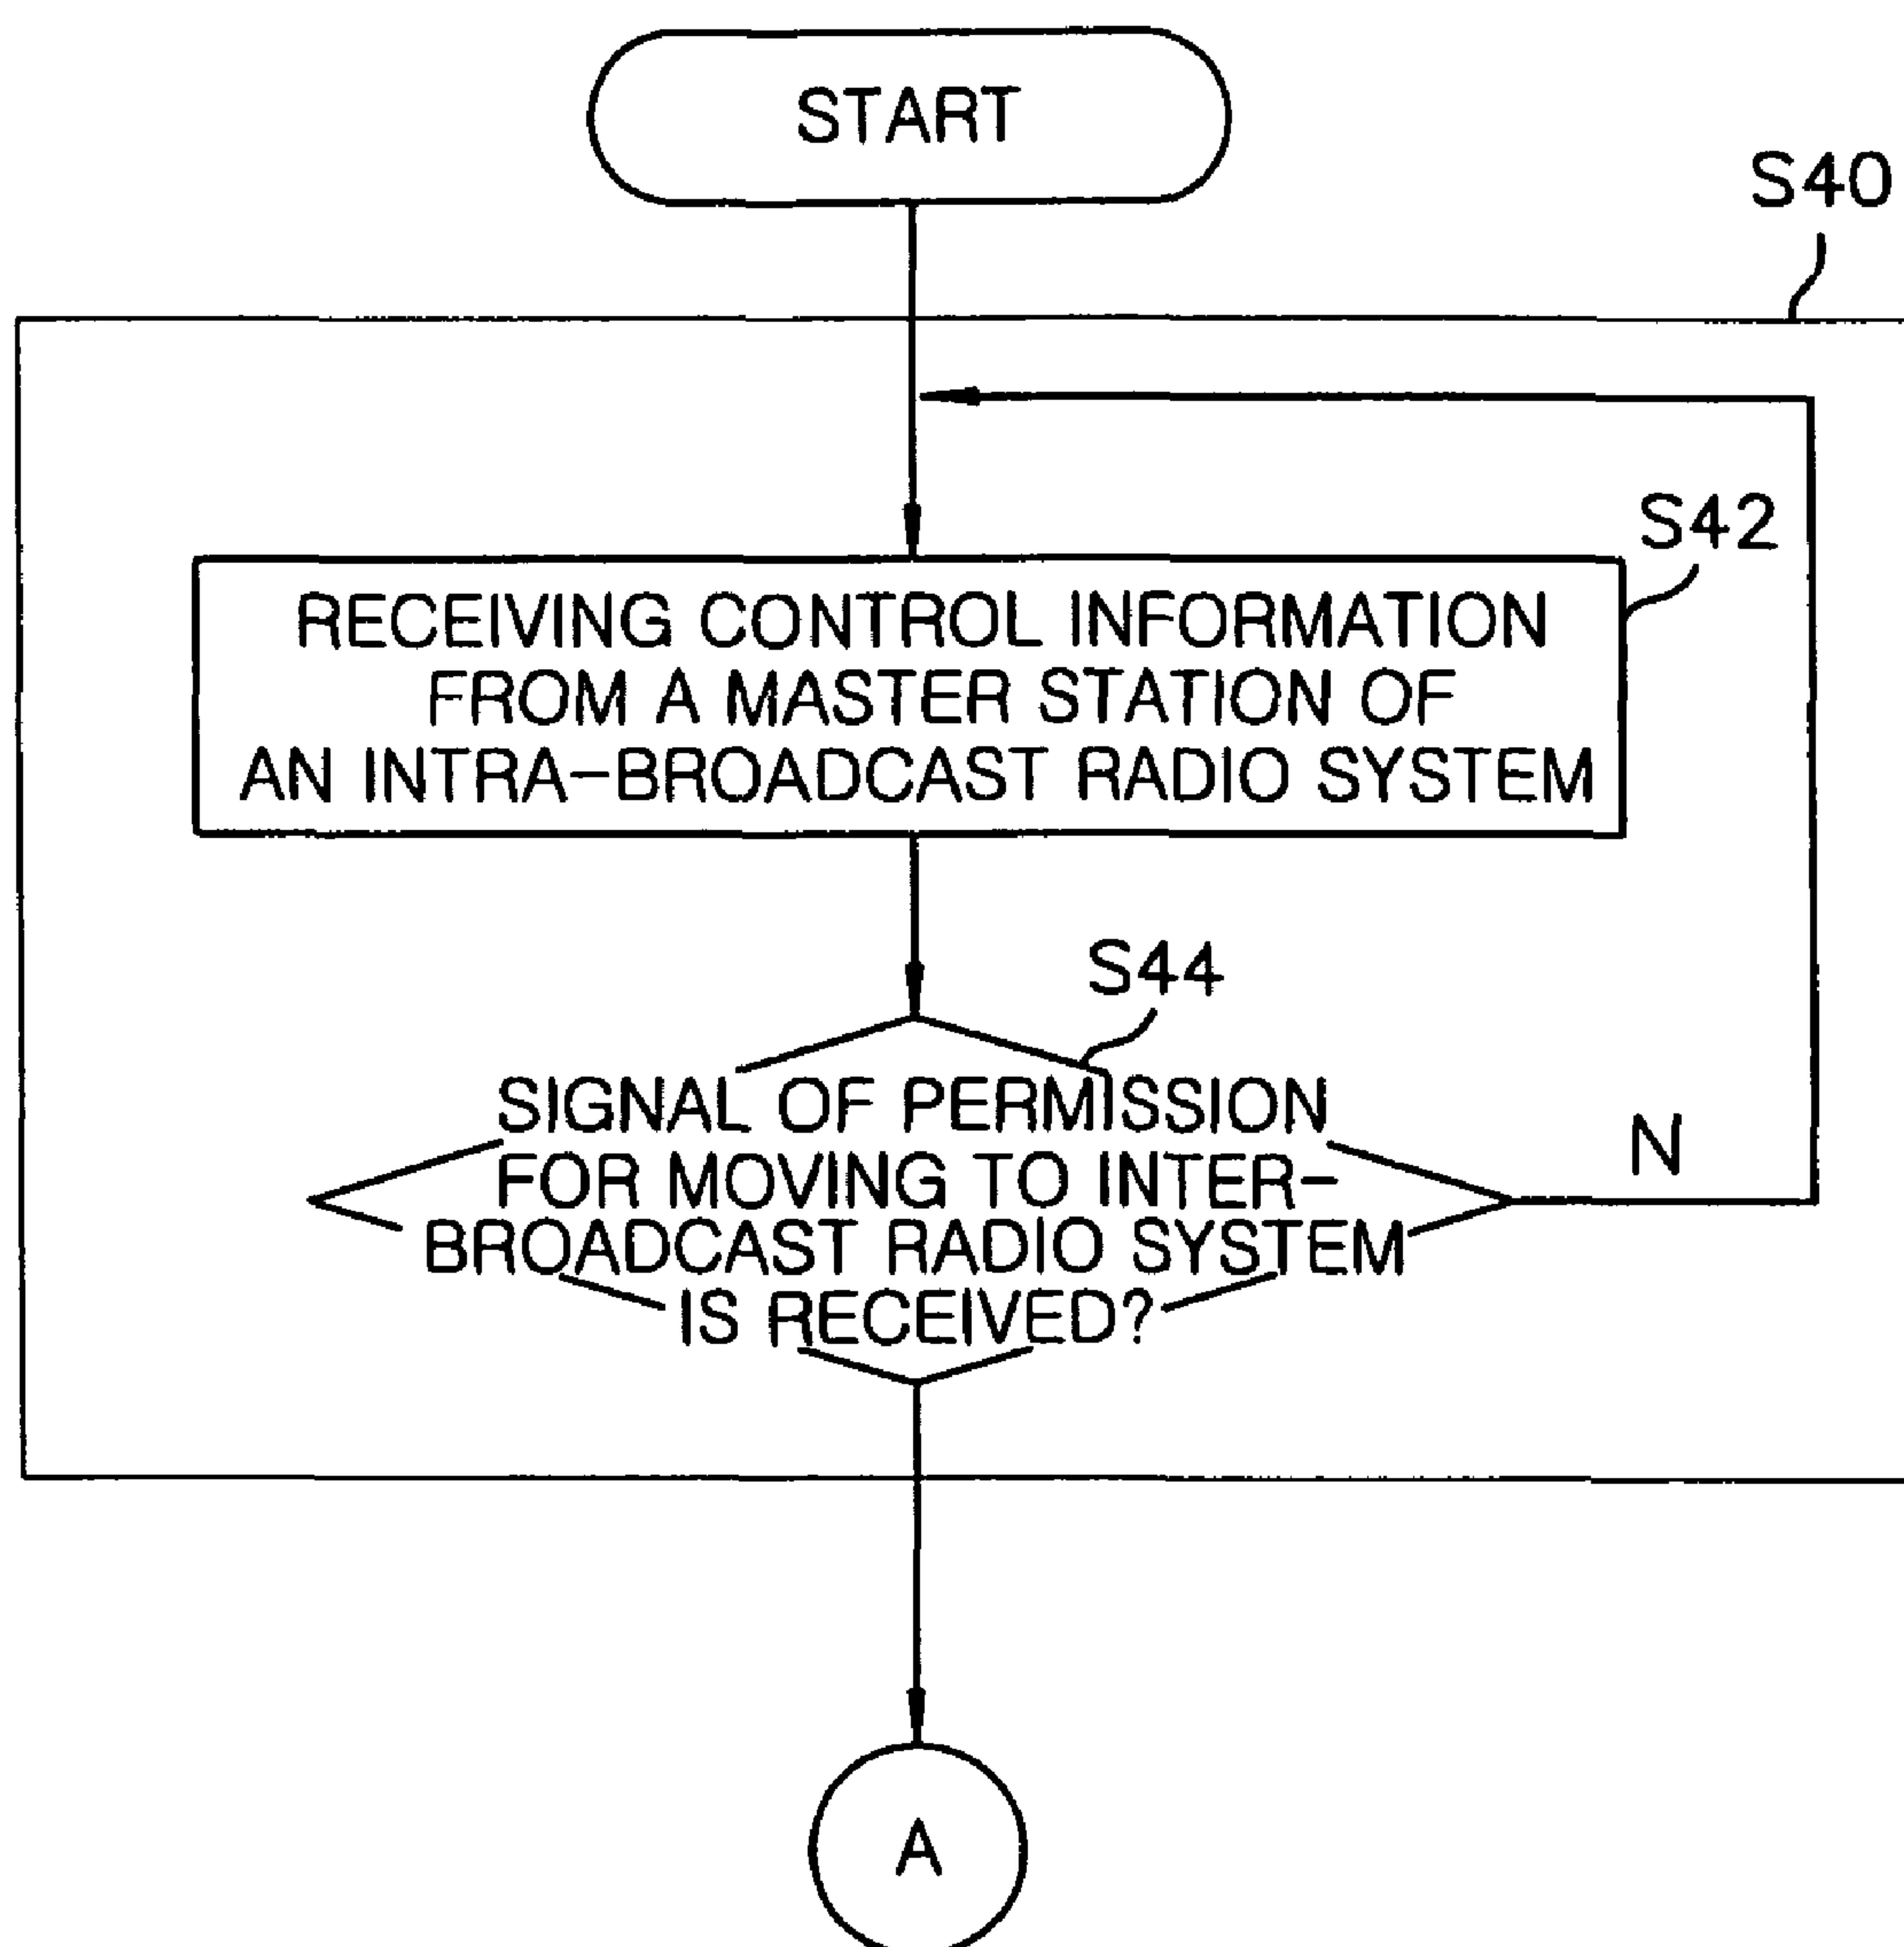 START
S40
S42
RECEIVING CONTROL INFORMATION
FROM A MASTER STATION OF
AN INTRA-BROADCAST RADIO SYSTEM
S44
SIGNAL OF PERMISSION
FOR MOVING TO INTER-
N
BROADCAST RADIO SYSTEM
IS RECEIVED?
A